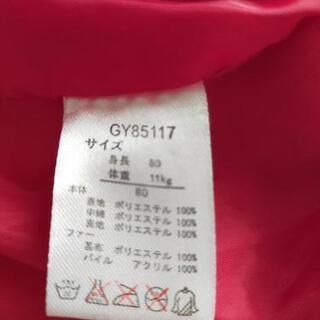 GY85117
サイズ
身長 80
体重 11kg
本体 80
表地 ポリエステル 100%
中綿 ポリエステル 100%
裏地 ポリエステル 100%
ファー
基布 ポリエステル 100%
パイル アクリル 100%